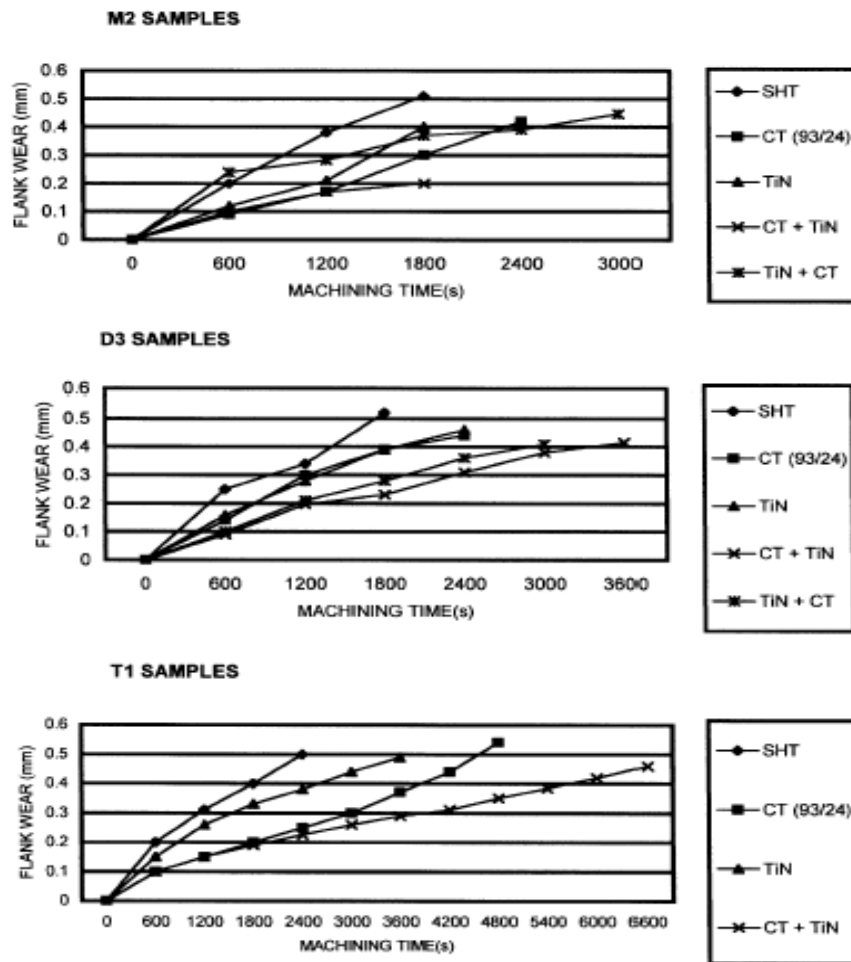 M2 SAMPLES
FLANK WEAR (mm)
0.6
0.5
0.4
0.3
0.2
0.1
0
0 600 1200 1800 2400 3000
MACHINING TIME(s)
SHT
CT (93/24)
TiN
CT + TiN
TiN + CT
D3 SAMPLES
FLANK WEAR (mm)
0.6
0.5
0.4
0.3
0.2
0.1
0
0 600 1200 1800 2400 3000 3600
MACHINING TIME(s)
SHT
CT (93/24)
TiN
CT + TiN
TiN + CT
T1 SAMPLES
FLANK WEAR (mm)
0.6
0.5
0.4
0.3
0.2
0.1
0
0 600 1200 1800 2400 3000 3600 4200 4800 5400 6000 6600
MACHINING TIME(s)
SHT
CT (93/24)
TiN
CT + TiN